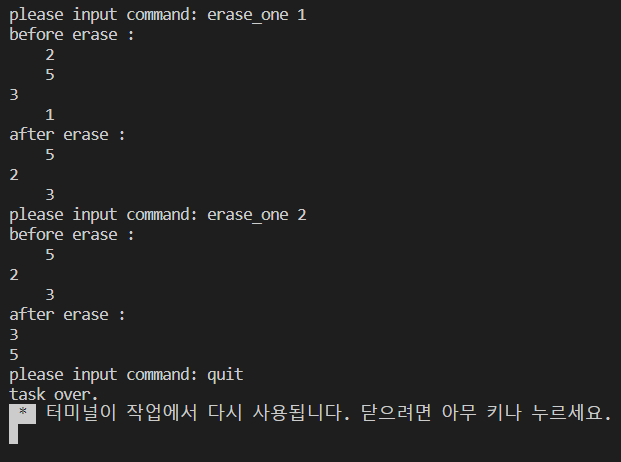 please input command: erase_one 1
before erase :
    2
    5
3
    1
after erase :
    5
2
    3
please input command: erase_one 2
before erase :
    5
2
    3
after erase :
3
5
please input command: quit
task over.
 *  터미널이 작업에서 다시 사용됩니다. 닫으려면 아무 키나 누르세요.